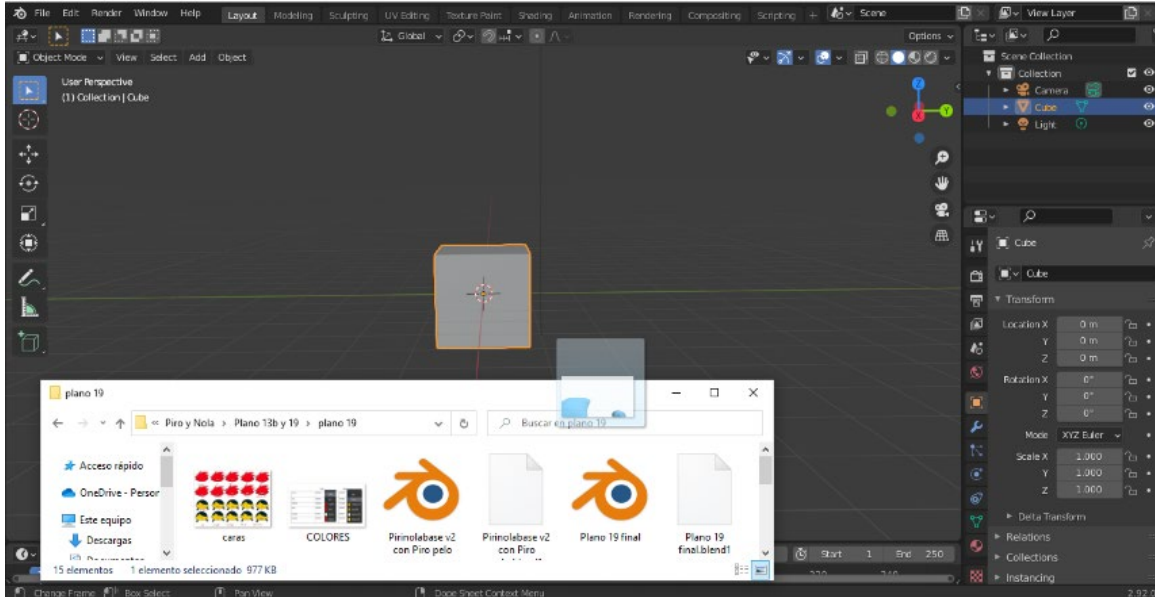 File Edit Render Window Help Layout Modeling Sculpting UV Editing Texture Paint Shading Animation Rendering Compositing Scripting + Scene View Layer
Global Options
Object Mode View Select Add Object
User Perspective
(1) Collection | Cube
Z
Y
X
Scene Collection
Collection
Camera
Cube
Light
Cube
Cube
Transform
Location X 0 m
Y 0 m
Z 0 m
Rotation X 0°
Y 0°
Z 0°
Mode XYZ Euler
Scale X 1.000
Y 1.000
Z 1.000
Delta Transform
Relations
Collections
Instancing
plano 19
« Piro y Nola › Plano 13b y 19 › plano 19
Buscar en plano 19
Acceso rápido
OneDrive - Person
Este equipo
Descargas
caras
COLORES
Pirinolabase v2
con Piro pelo
Pirinolabase v2
con Piro
Plano 19 final
Plano 19
final.blend1
15 elementos 1 elemento seleccionado 977 KB
Start 1 End 250
Change Frame Box Select Pan View Dope Sheet Context Menu 2.92.0